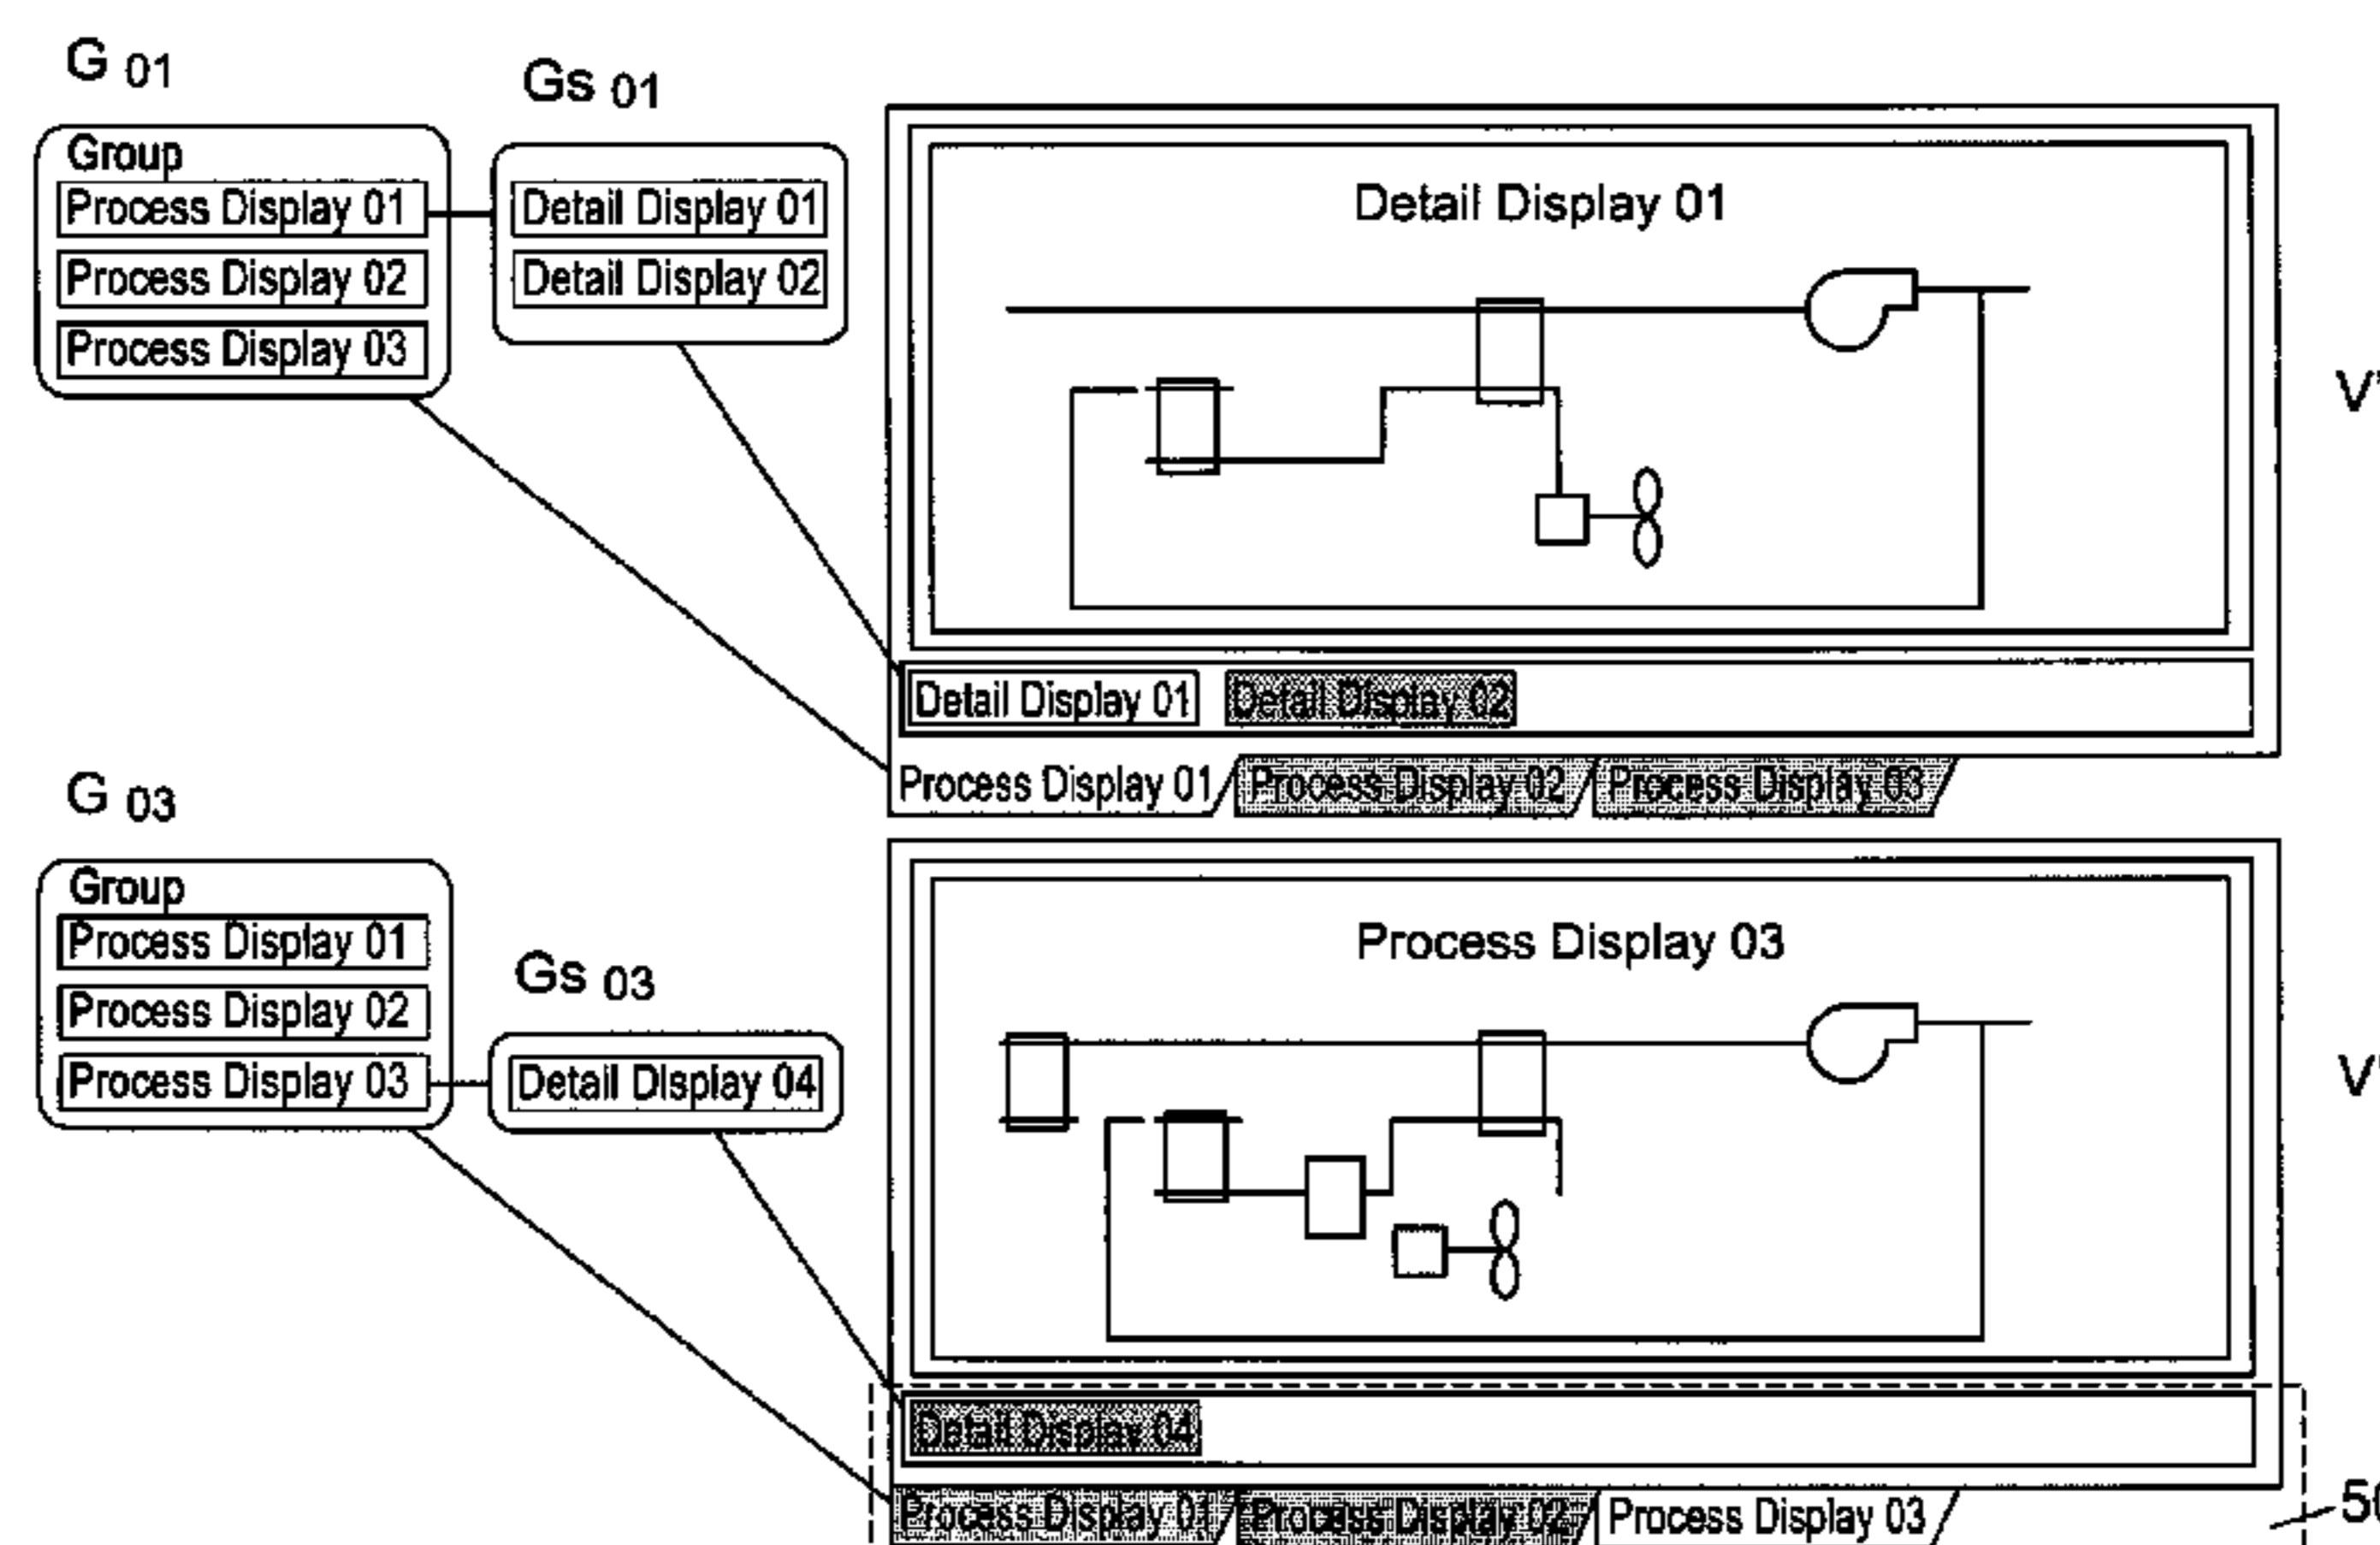 G 01
Gs 01
Group
Process Display 01
Process Display 02
Process Display 03
Detail Display 01
Detail Display 02
Detail Display 01
Detail Display 01
Detail Display 02
Process Display 01
Process Display 02
Process Display 03
G 03
Gs 03
Group
Process Display 01
Process Display 02
Process Display 03
Detail Display 04
Process Display 03
Detail Display 04
Process Display 01
Process Display 02
Process Display 03